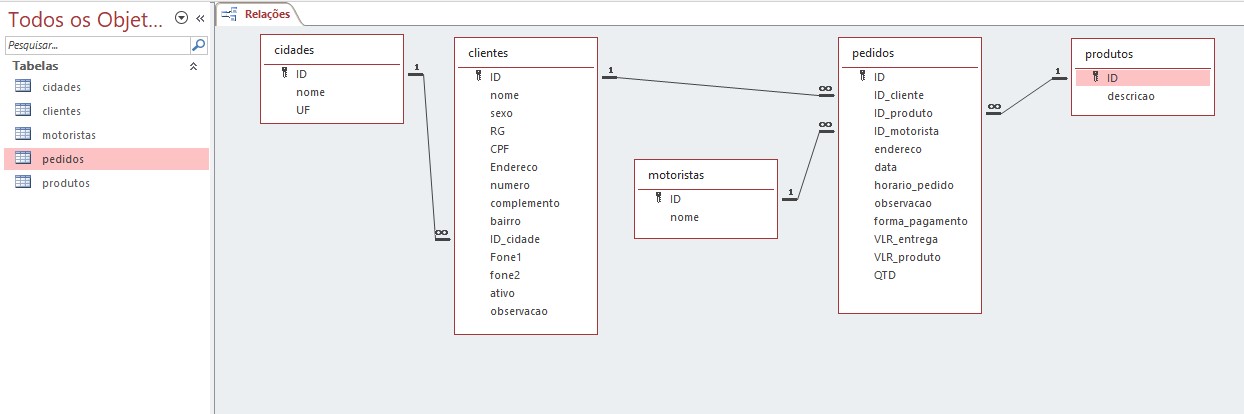 Todos os Objet... «
Pesquisar...
Tabelas
cidades
clientes
motoristas
pedidos
produtos
Relações
cidades
ID
nome
UF
1
∞
clientes
ID
nome
sexo
RG
CPF
Endereco
numero
complemento
bairro
ID_cidade
Fone1
fone2
ativo
observacao
1
∞
motoristas
ID
nome
1
∞
pedidos
ID
ID_cliente
ID_produto
ID_motorista
endereco
data
horario_pedido
observacao
forma_pagamento
VLR_entrega
VLR_produto
QTD
∞
1
produtos
ID
descricao